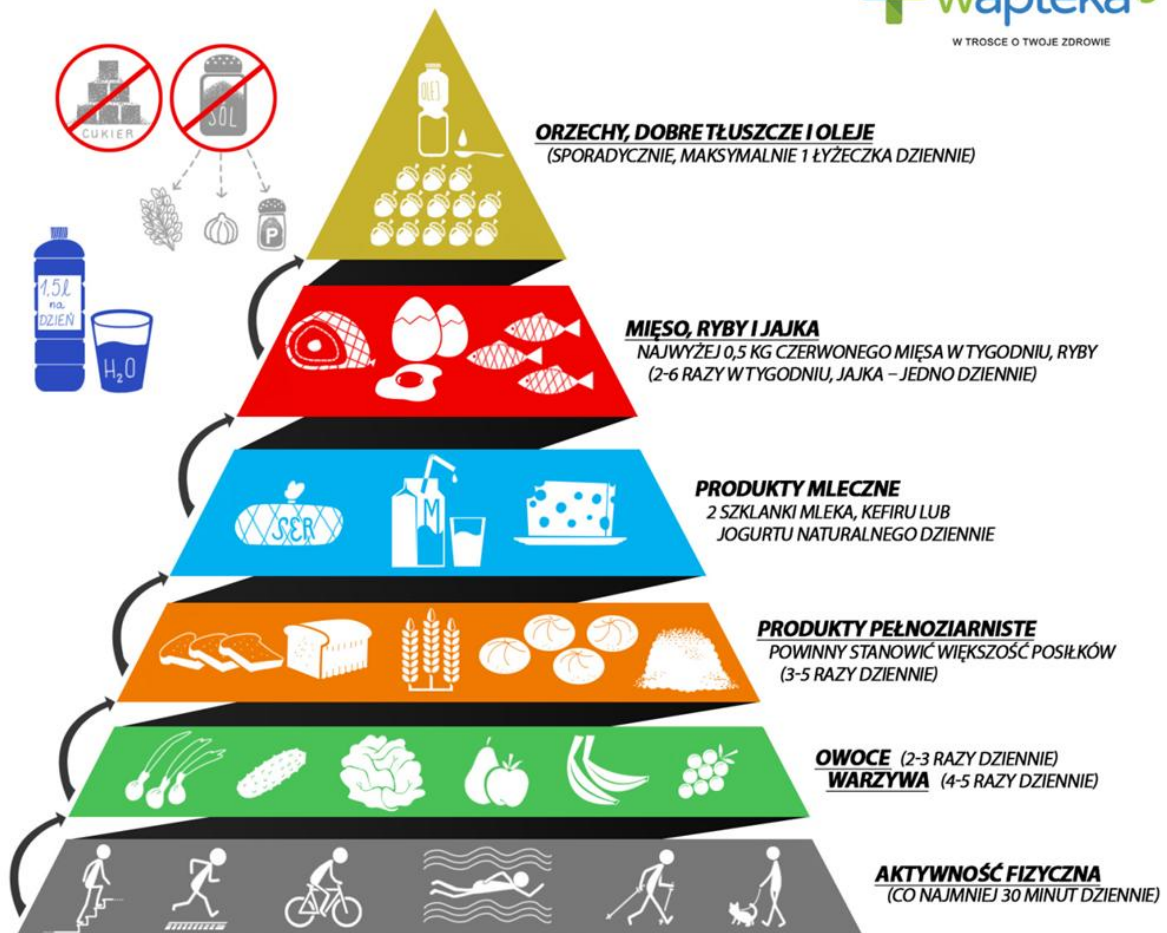 wapteka
W TROSCE O TWOJE ZDROWIE
CUKIER
SÓL
P
1,5l
na
DZIEŃ
H₂O
OLEJ
ORZECHY, DOBRE TŁUSZCZE I OLEJE
(SPORADYCZNIE, MAKSYMALNIE 1 ŁYŻECZKA DZIENNIE)
MIĘSO, RYBY I JAJKA
NAJWYŻEJ 0,5 KG CZERWONEGO MIĘSA W TYGODNIU, RYBY
(2-6 RAZY W TYGODNIU, JAJKA – JEDNO DZIENNIE)
SER
M
PRODUKTY MLECZNE
2 SZKLANKI MLEKA, KEFIRU LUB
JOGURTU NATURALNEGO DZIENNIE
PRODUKTY PEŁNOZIARNISTE
POWINNY STANOWIĆ WIĘKSZOŚĆ POSIŁKÓW
(3-5 RAZY DZIENNIE)
OWOCE (2-3 RAZY DZIENNIE)
WARZYWA (4-5 RAZY DZIENNIE)
AKTYWNOŚĆ FIZYCZNA
(CO NAJMNIEJ 30 MINUT DZIENNIE)